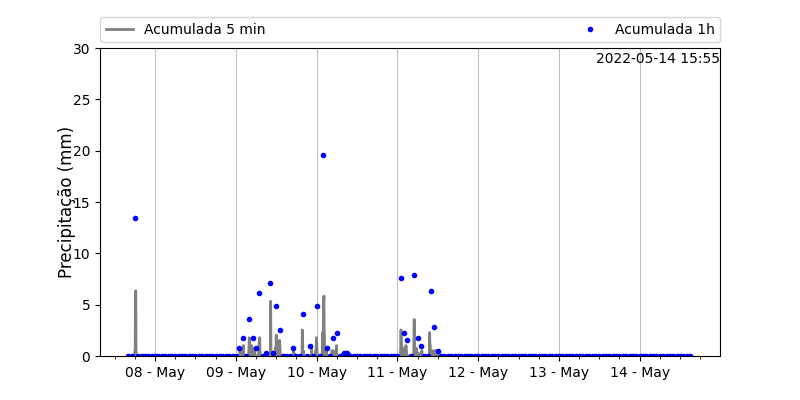 Acumulada 5 min
Acumulada 1h
2022-05-14 15:55
Precipitação (mm)
30
25
20
15
10
5
0
08 - May
09 - May
10 - May
11 - May
12 - May
13 - May
14 - May